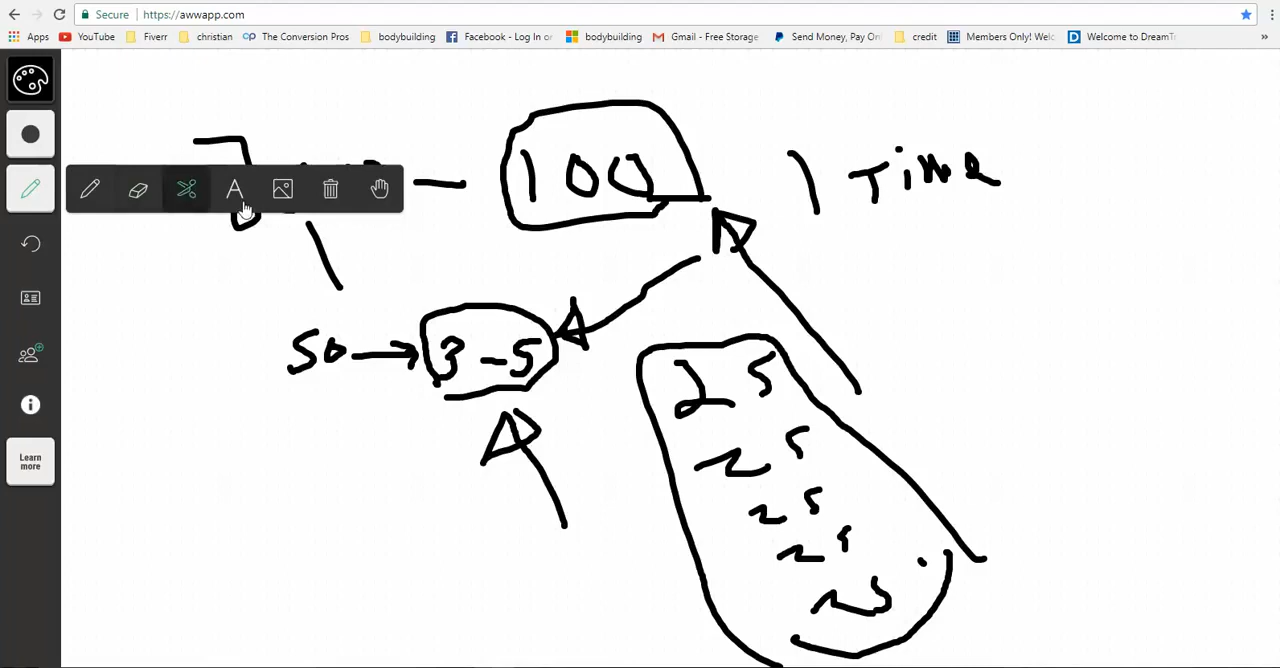 Secure https://awwapp.com
Apps YouTube Fiverr christian The Conversion Pros bodybuilding Facebook - Log In or bodybuilding Gmail - Free Storage Send Money, Pay On credit Members Only! Welc Welcome to DreamTr »
- 100 1 Time
A
50 → 3-5
25
25
25
25
25
Learn
more